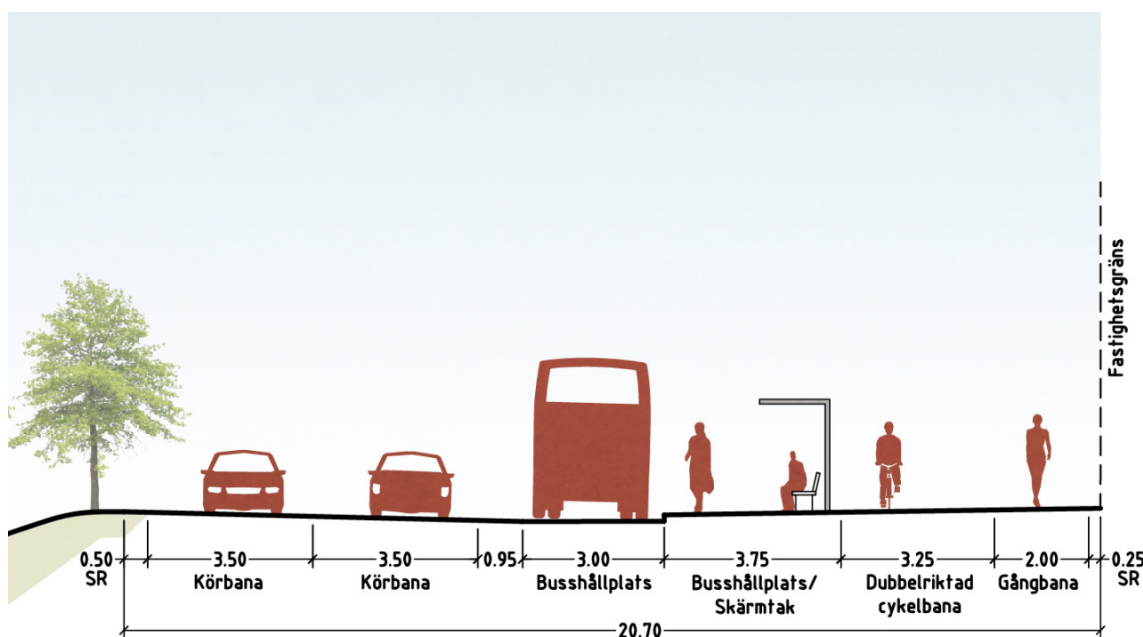 Fastighetsgräns
0.50 3.50 3.50 0.95 3.00 3.75 3.25 2.00 0.25
SR Körbana Körbana Busshållplats Busshållplats/ Dubbelriktad Gångbana SR
Skärmtak cykelbana
20.70